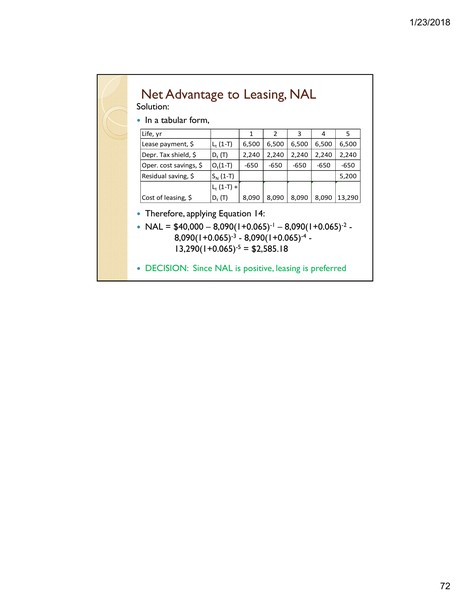 1/23/2018
Net Advantage to Leasing, NAL
Solution:
• In a tabular form,
Life, yr 1 2 3 4 5
Lease payment, $ Lt (1-T) 6,500 6,500 6,500 6,500 6,500
Depr. Tax shield, $ Dt (T) 2,240 2,240 2,240 2,240 2,240
Oper. cost savings, $ Ot(1-T) -650 -650 -650 -650 -650
Residual saving, $ SN (1-T) 5,200
Lt (1-T) +
Cost of leasing, $ Dt (T) 8,090 8,090 8,090 8,090 13,290
• Therefore, applying Equation 14:
• NAL = $40,000 – 8,090(1+0.065)-1 – 8,090(1+0.065)-2 -
8,090(1+0.065)-3 - 8,090(1+0.065)-4 -
13,290(1+0.065)-5 = $2,585.18
• DECISION: Since NAL is positive, leasing is preferred
72